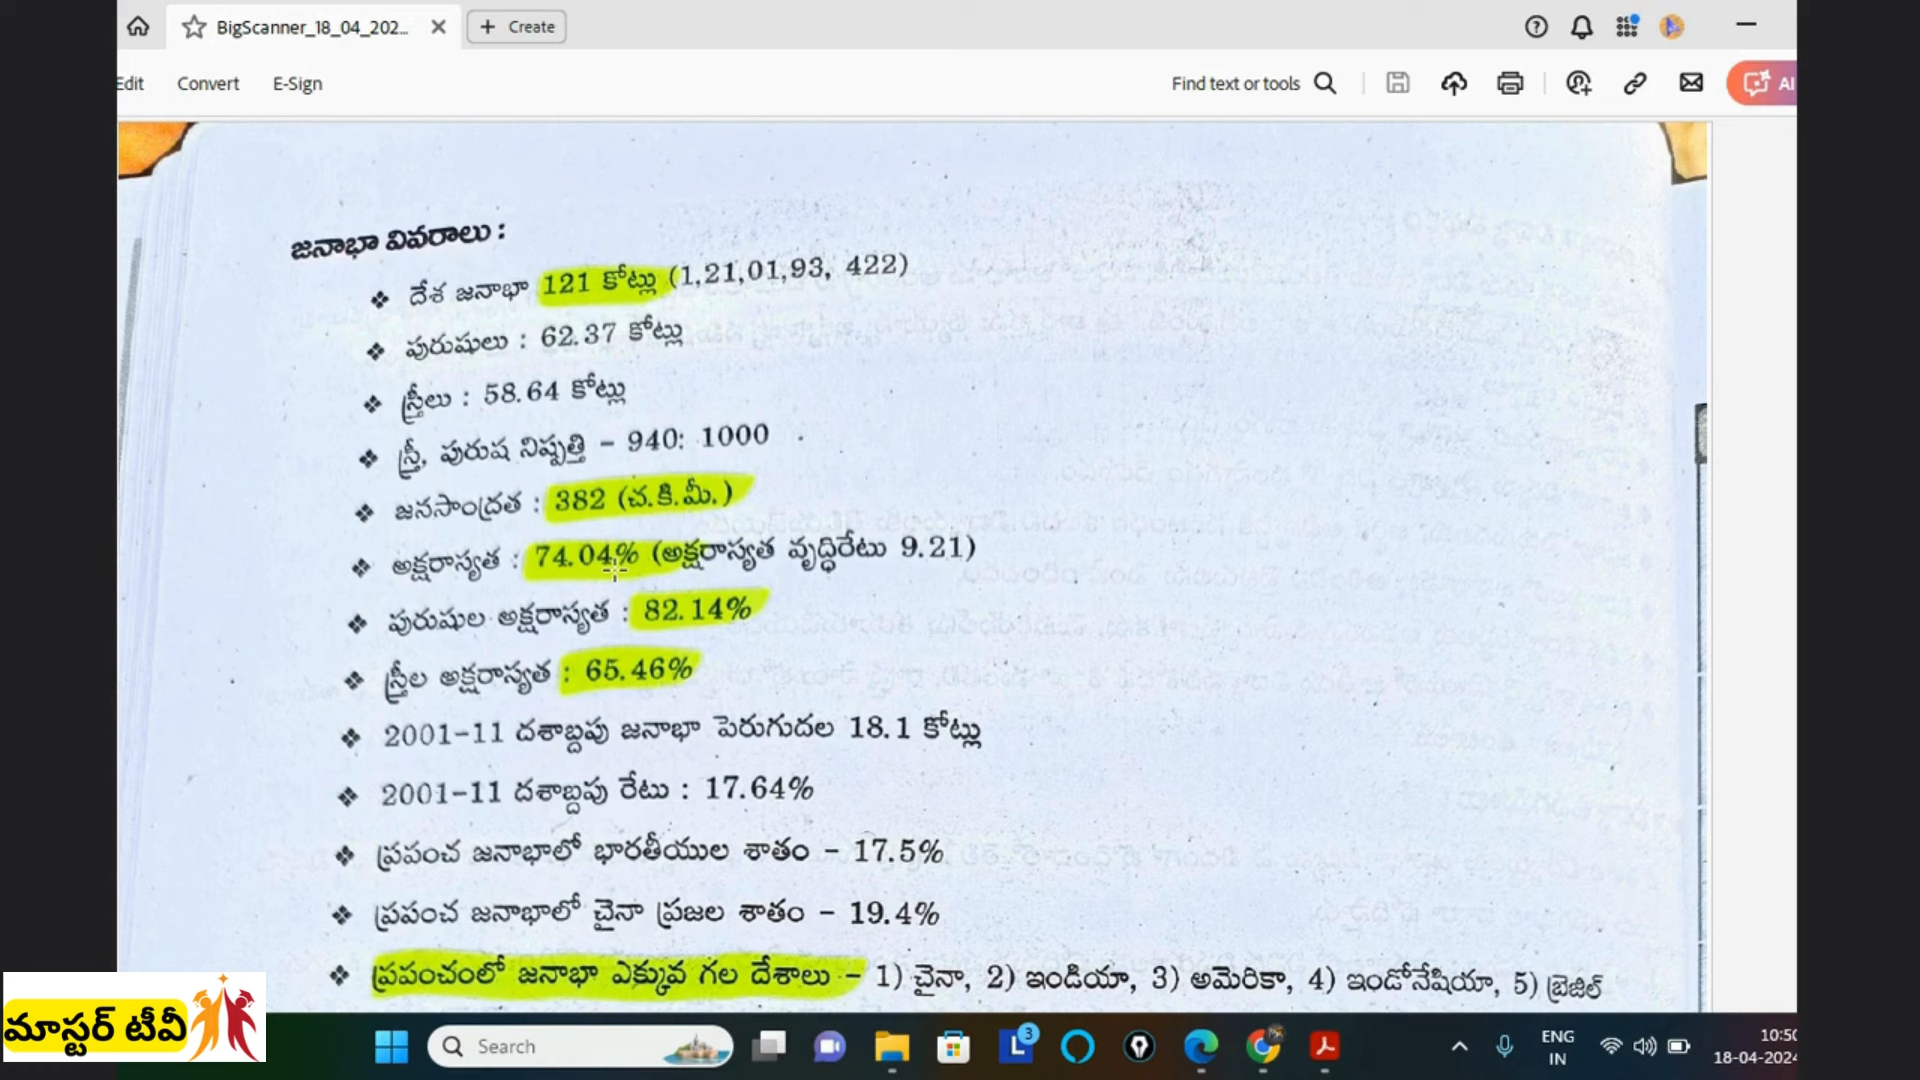 BigScanner_18_04_202...
Create
Edit
Convert
E-Sign
Find text or tools
AI
జనాభా వివరాలు :
❖ దేశ జనాభా 121 కోట్లు (1,21,01,93, 422)
❖ పురుషులు : 62.37 కోట్లు
❖ స్త్రీలు : 58.64 కోట్లు
❖ స్త్రీ, పురుష నిష్పత్తి – 940: 1000
❖ జనసాంద్రత : 382 (చ.కి.మీ.)
❖ అక్షరాస్యత : 74.04% (అక్షరాస్యత వృద్ధిరేటు 9.21)
❖ పురుషుల అక్షరాస్యత : 82.14%
❖ స్త్రీల అక్షరాస్యత : 65.46%
❖ 2001-11 దశాబ్దపు జనాభా పెరుగుదల 18.1 కోట్లు
❖ 2001-11 దశాబ్దపు రేటు : 17.64%
❖ ప్రపంచ జనాభాలో భారతీయుల శాతం – 17.5%
❖ ప్రపంచ జనాభాలో చైనా ప్రజల శాతం – 19.4%
❖ ప్రపంచంలో జనాభా ఎక్కువ గల దేశాలు – 1) చైనా, 2) ఇండియా, 3) అమెరికా, 4) ఇండోనేషియా, 5) బ్రెజిల్
మాస్టర్ టీవీ
Search
3
ENG
IN
10:50
18-04-2024